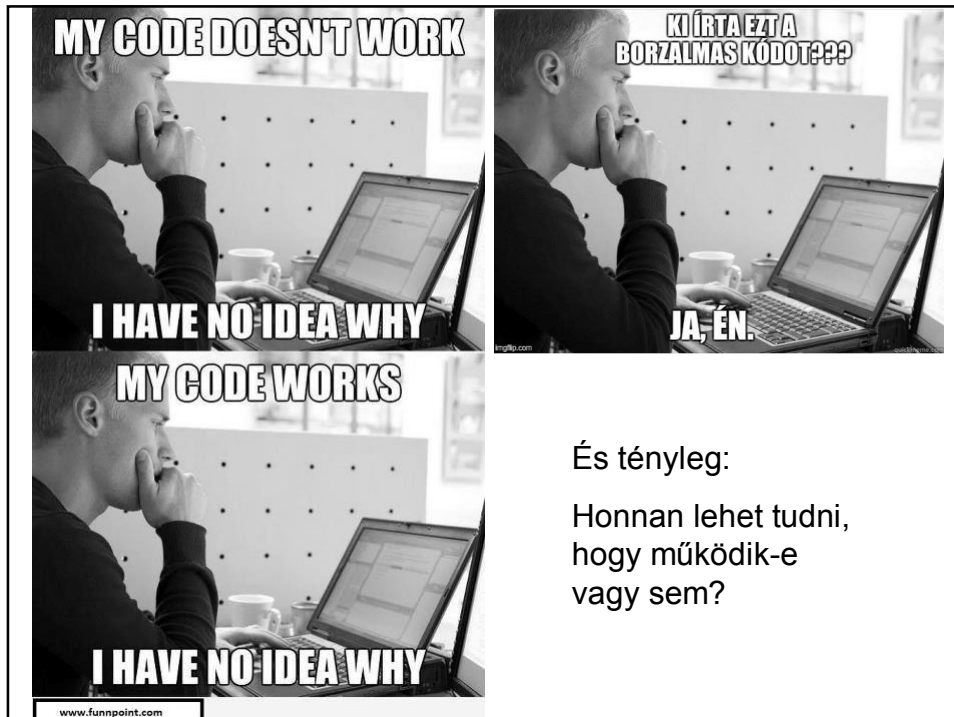 MY CODE DOESN'T WORK
I HAVE NO IDEA WHY
KI ÍRTA EZT A
BORZALMAS KÓDOT???
JA, ÉN.
imgflip.com
quickmeme.com
MY CODE WORKS
I HAVE NO IDEA WHY
www.funnpoint.com
És tényleg:
Honnan lehet tudni,
hogy működik-e
vagy sem?